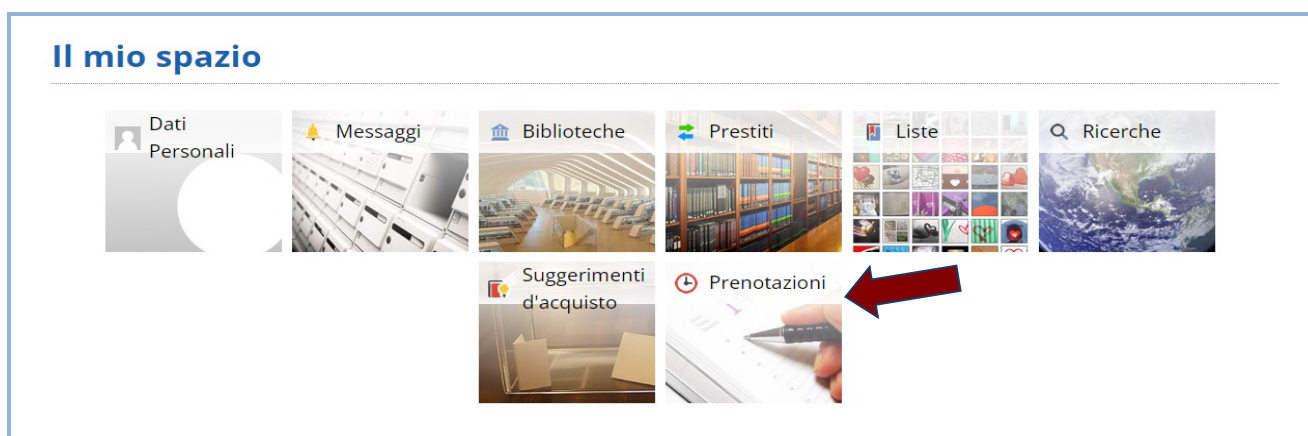 Il mio spazio
Dati
Personali
Messaggi
Biblioteche
Prestiti
Liste
Ricerche
Suggerimenti
d'acquisto
Prenotazioni